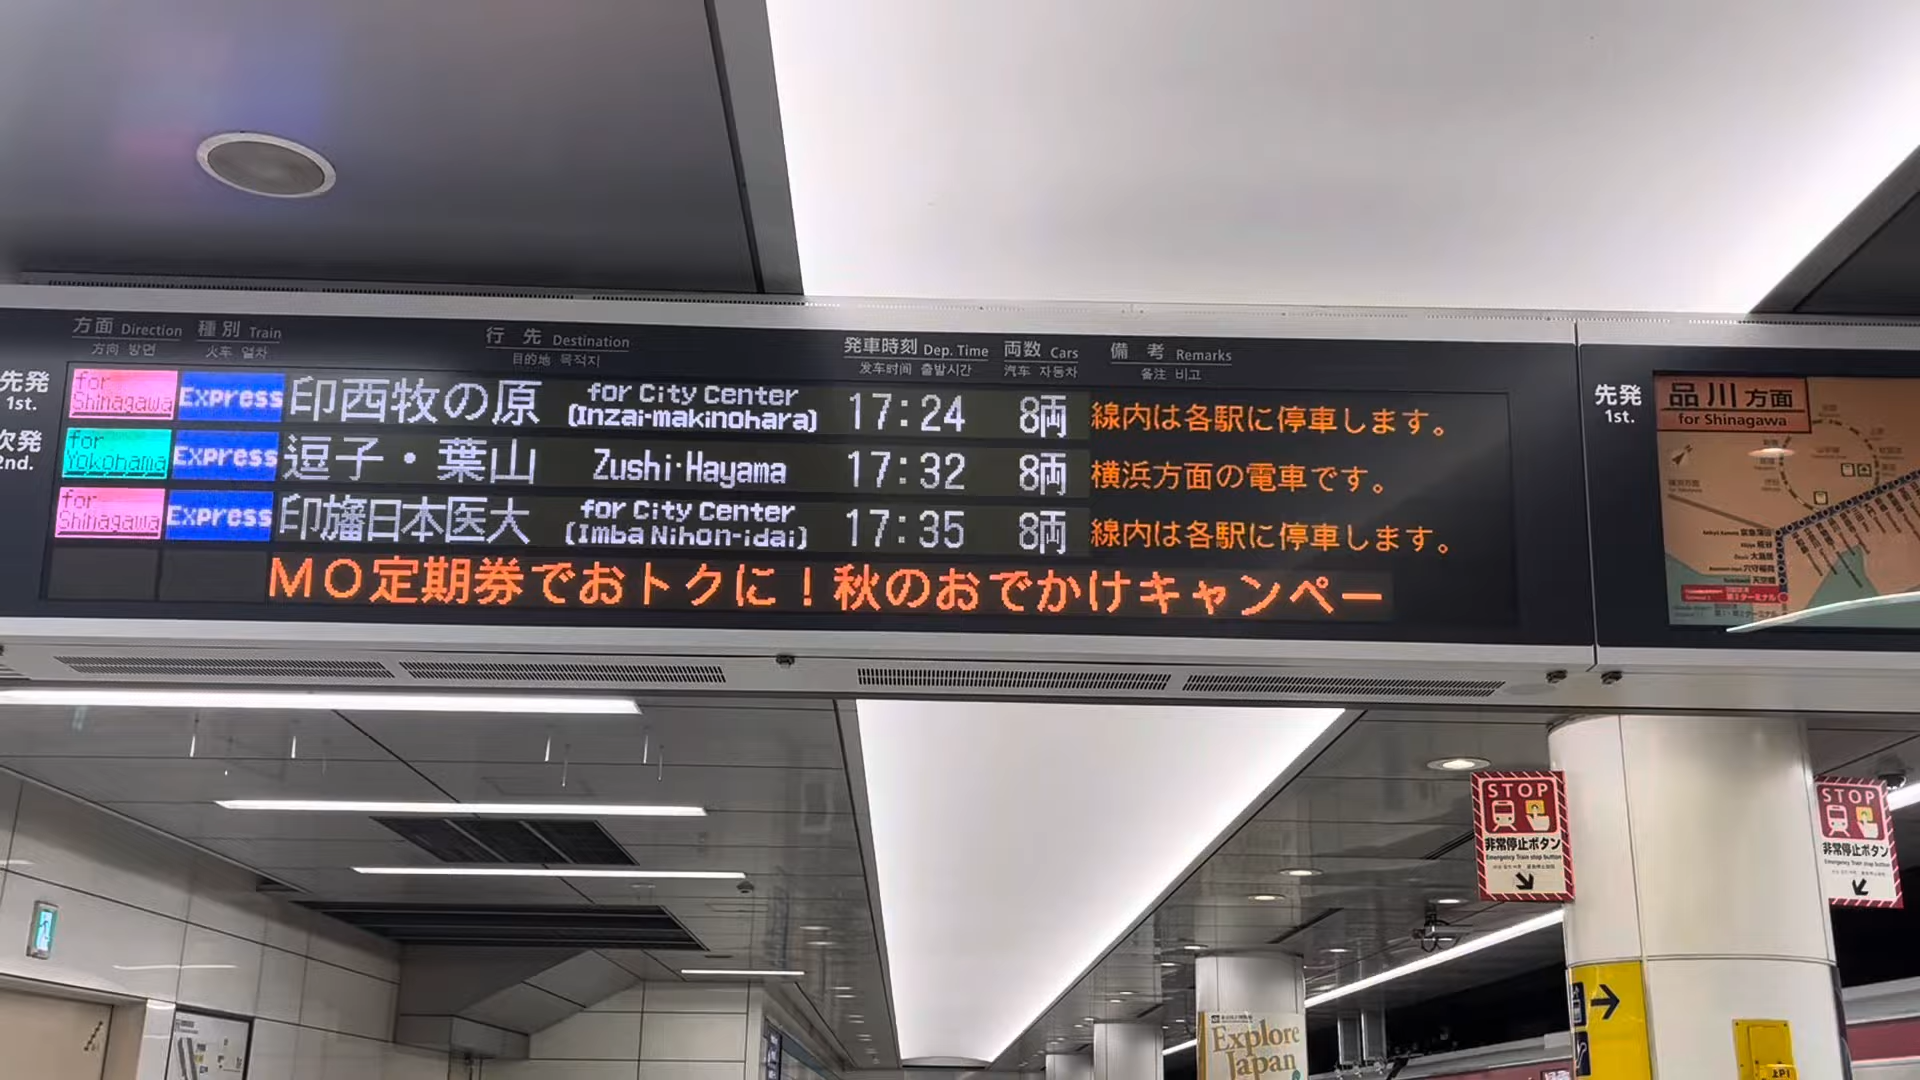 方面 Direction 種別 Train 行先 Destination 発車時刻 Dep. Time 両数 Cars 備考 Remarks
方向 방면 火车 열차 目的地 목적지 发车时间 출발시간 汽车 자동차 备注 비고
先発 1st. for Shinagawa Express 印西牧の原 for City Center (Inzai-makinohara) 17:24 8両 線内は各駅に停車します。
次発 2nd. for Yokohama Express 逗子・葉山 Zushi·Hayama 17:32 8両 横浜方面の電車です。
for Shinagawa Express 印旛日本医大 for City Center (Imba Nihon-idai) 17:35 8両 線内は各駅に停車します。
MO定期券でおトクに！秋のおでかけキャンペー
先発
1st.
品川方面
for Shinagawa
STOP
非常停止ボタン
Emergency Train stop button
STOP
非常停止ボタン
Emergency Train stop button
Explore
Japan